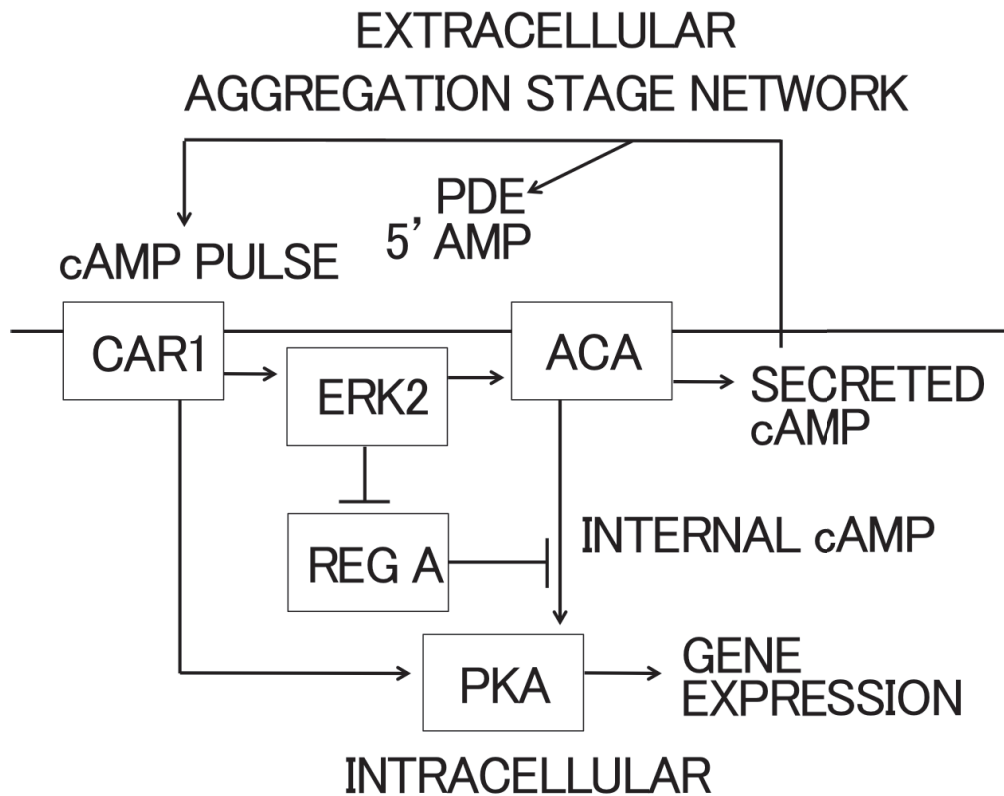 EXTRACELLULAR
AGGREGATION STAGE NETWORK
PDE
5' AMP
cAMP PULSE
CAR1
ACA
ERK2
SECRETED
cAMP
REG A
INTERNAL cAMP
PKA
GENE
EXPRESSION
INTRACELLULAR